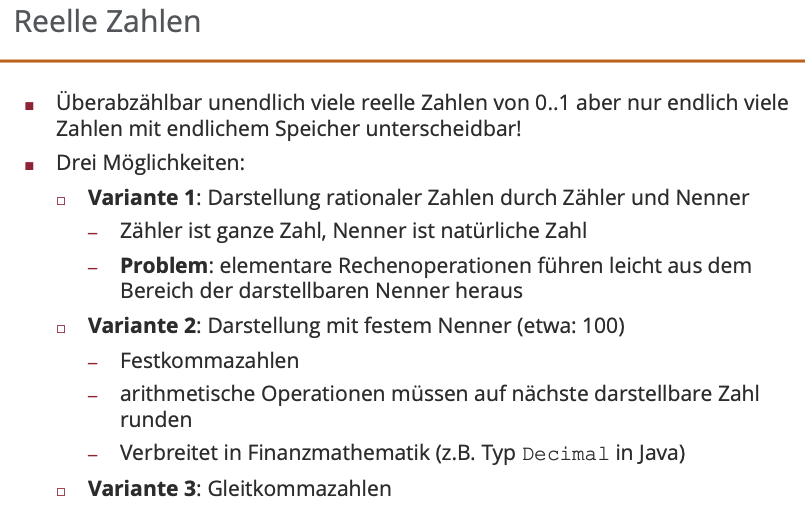 Reelle Zahlen
Überabzählbar unendlich viele reelle Zahlen von 0..1 aber nur endlich viele
Zahlen mit endlichem Speicher unterscheidbar!
Drei Möglichkeiten:
Variante 1: Darstellung rationaler Zahlen durch Zähler und Nenner
– Zähler ist ganze Zahl, Nenner ist natürliche Zahl
– Problem: elementare Rechenoperationen führen leicht aus dem
Bereich der darstellbaren Nenner heraus
Variante 2: Darstellung mit festem Nenner (etwa: 100)
– Festkommazahlen
– arithmetische Operationen müssen auf nächste darstellbare Zahl
runden
– Verbreitet in Finanzmathematik (z.B. Typ Decimal in Java)
Variante 3: Gleitkommazahlen